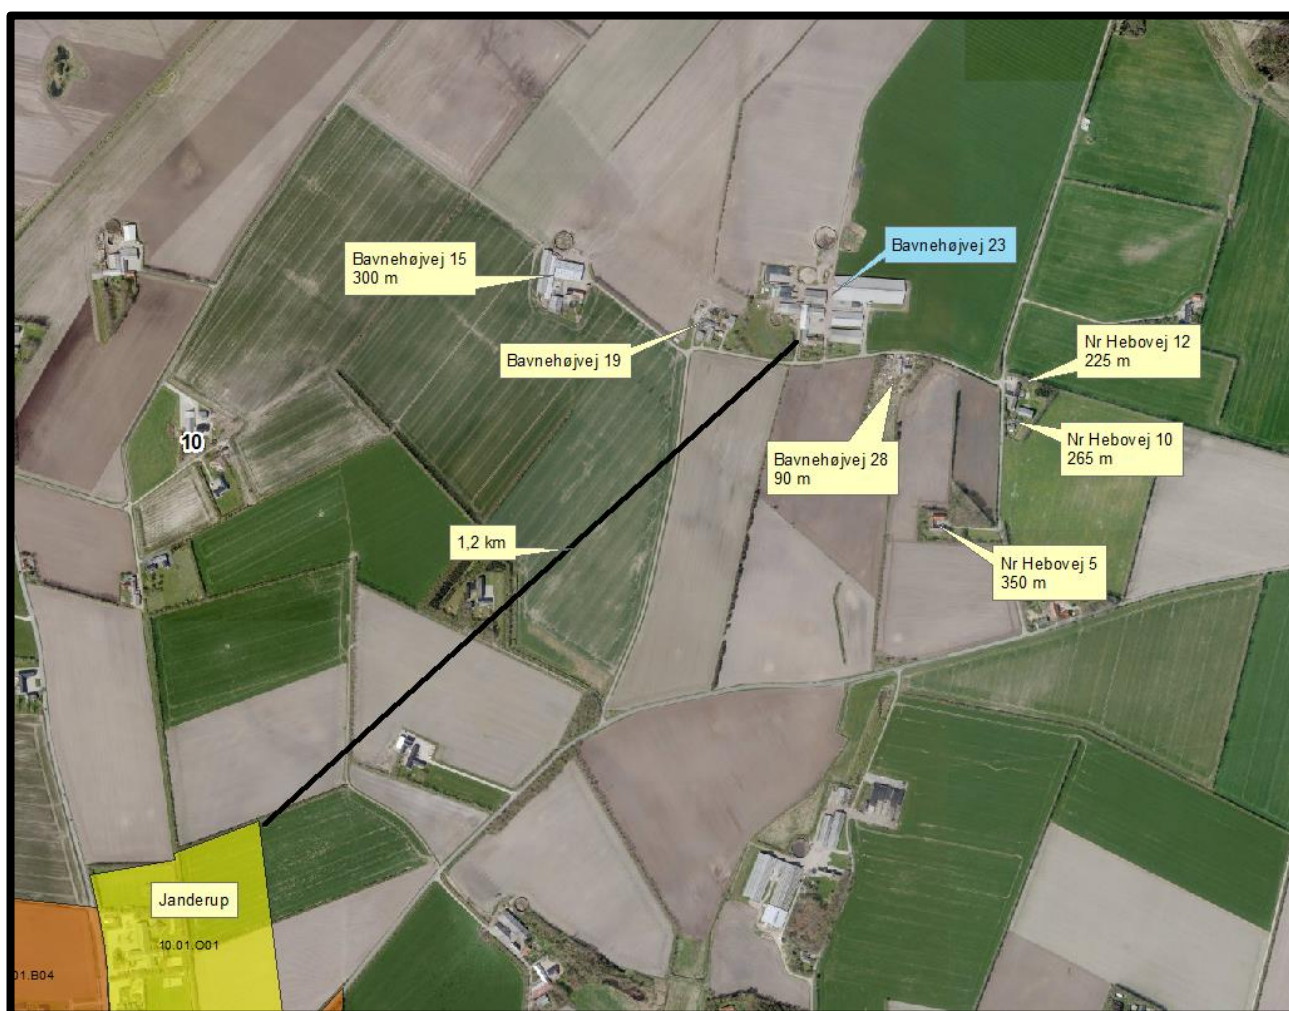 Bavnehøjvej 23
Bavnehøjvej 15
300 m
Bavnehøjvej 19
Nr Hebovej 12
225 m
10
Nr Hebovej 10
265 m
Bavnehøjvej 28
90 m
1,2 km
Nr Hebovej 5
350 m
Janderup
10.01.O01
01.B04